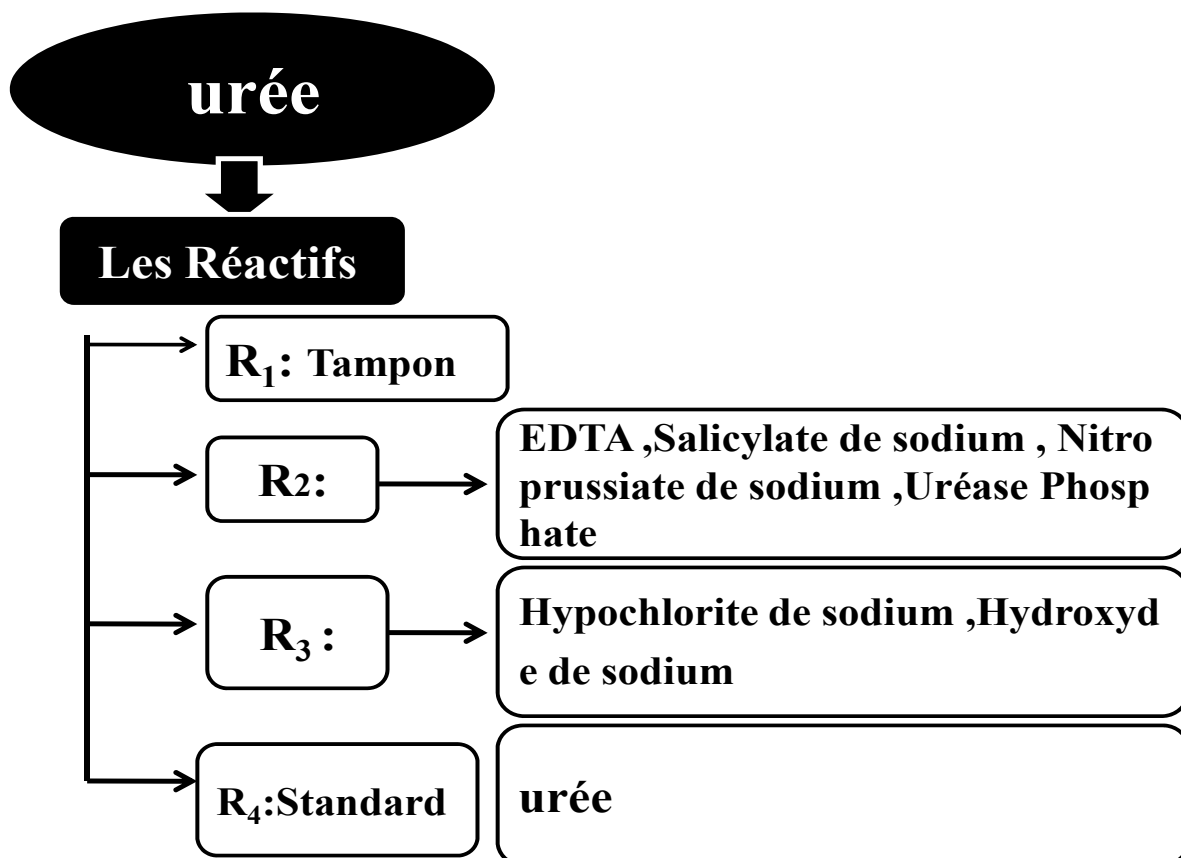 urée
Les Réactifs
R₁: Tampon
R2:
EDTA ,Salicylate de sodium , Nitro
prussiate de sodium ,Uréase Phosp
hate
R₃ :
Hypochlorite de sodium ,Hydroxyd
e de sodium
R₄:Standard
urée